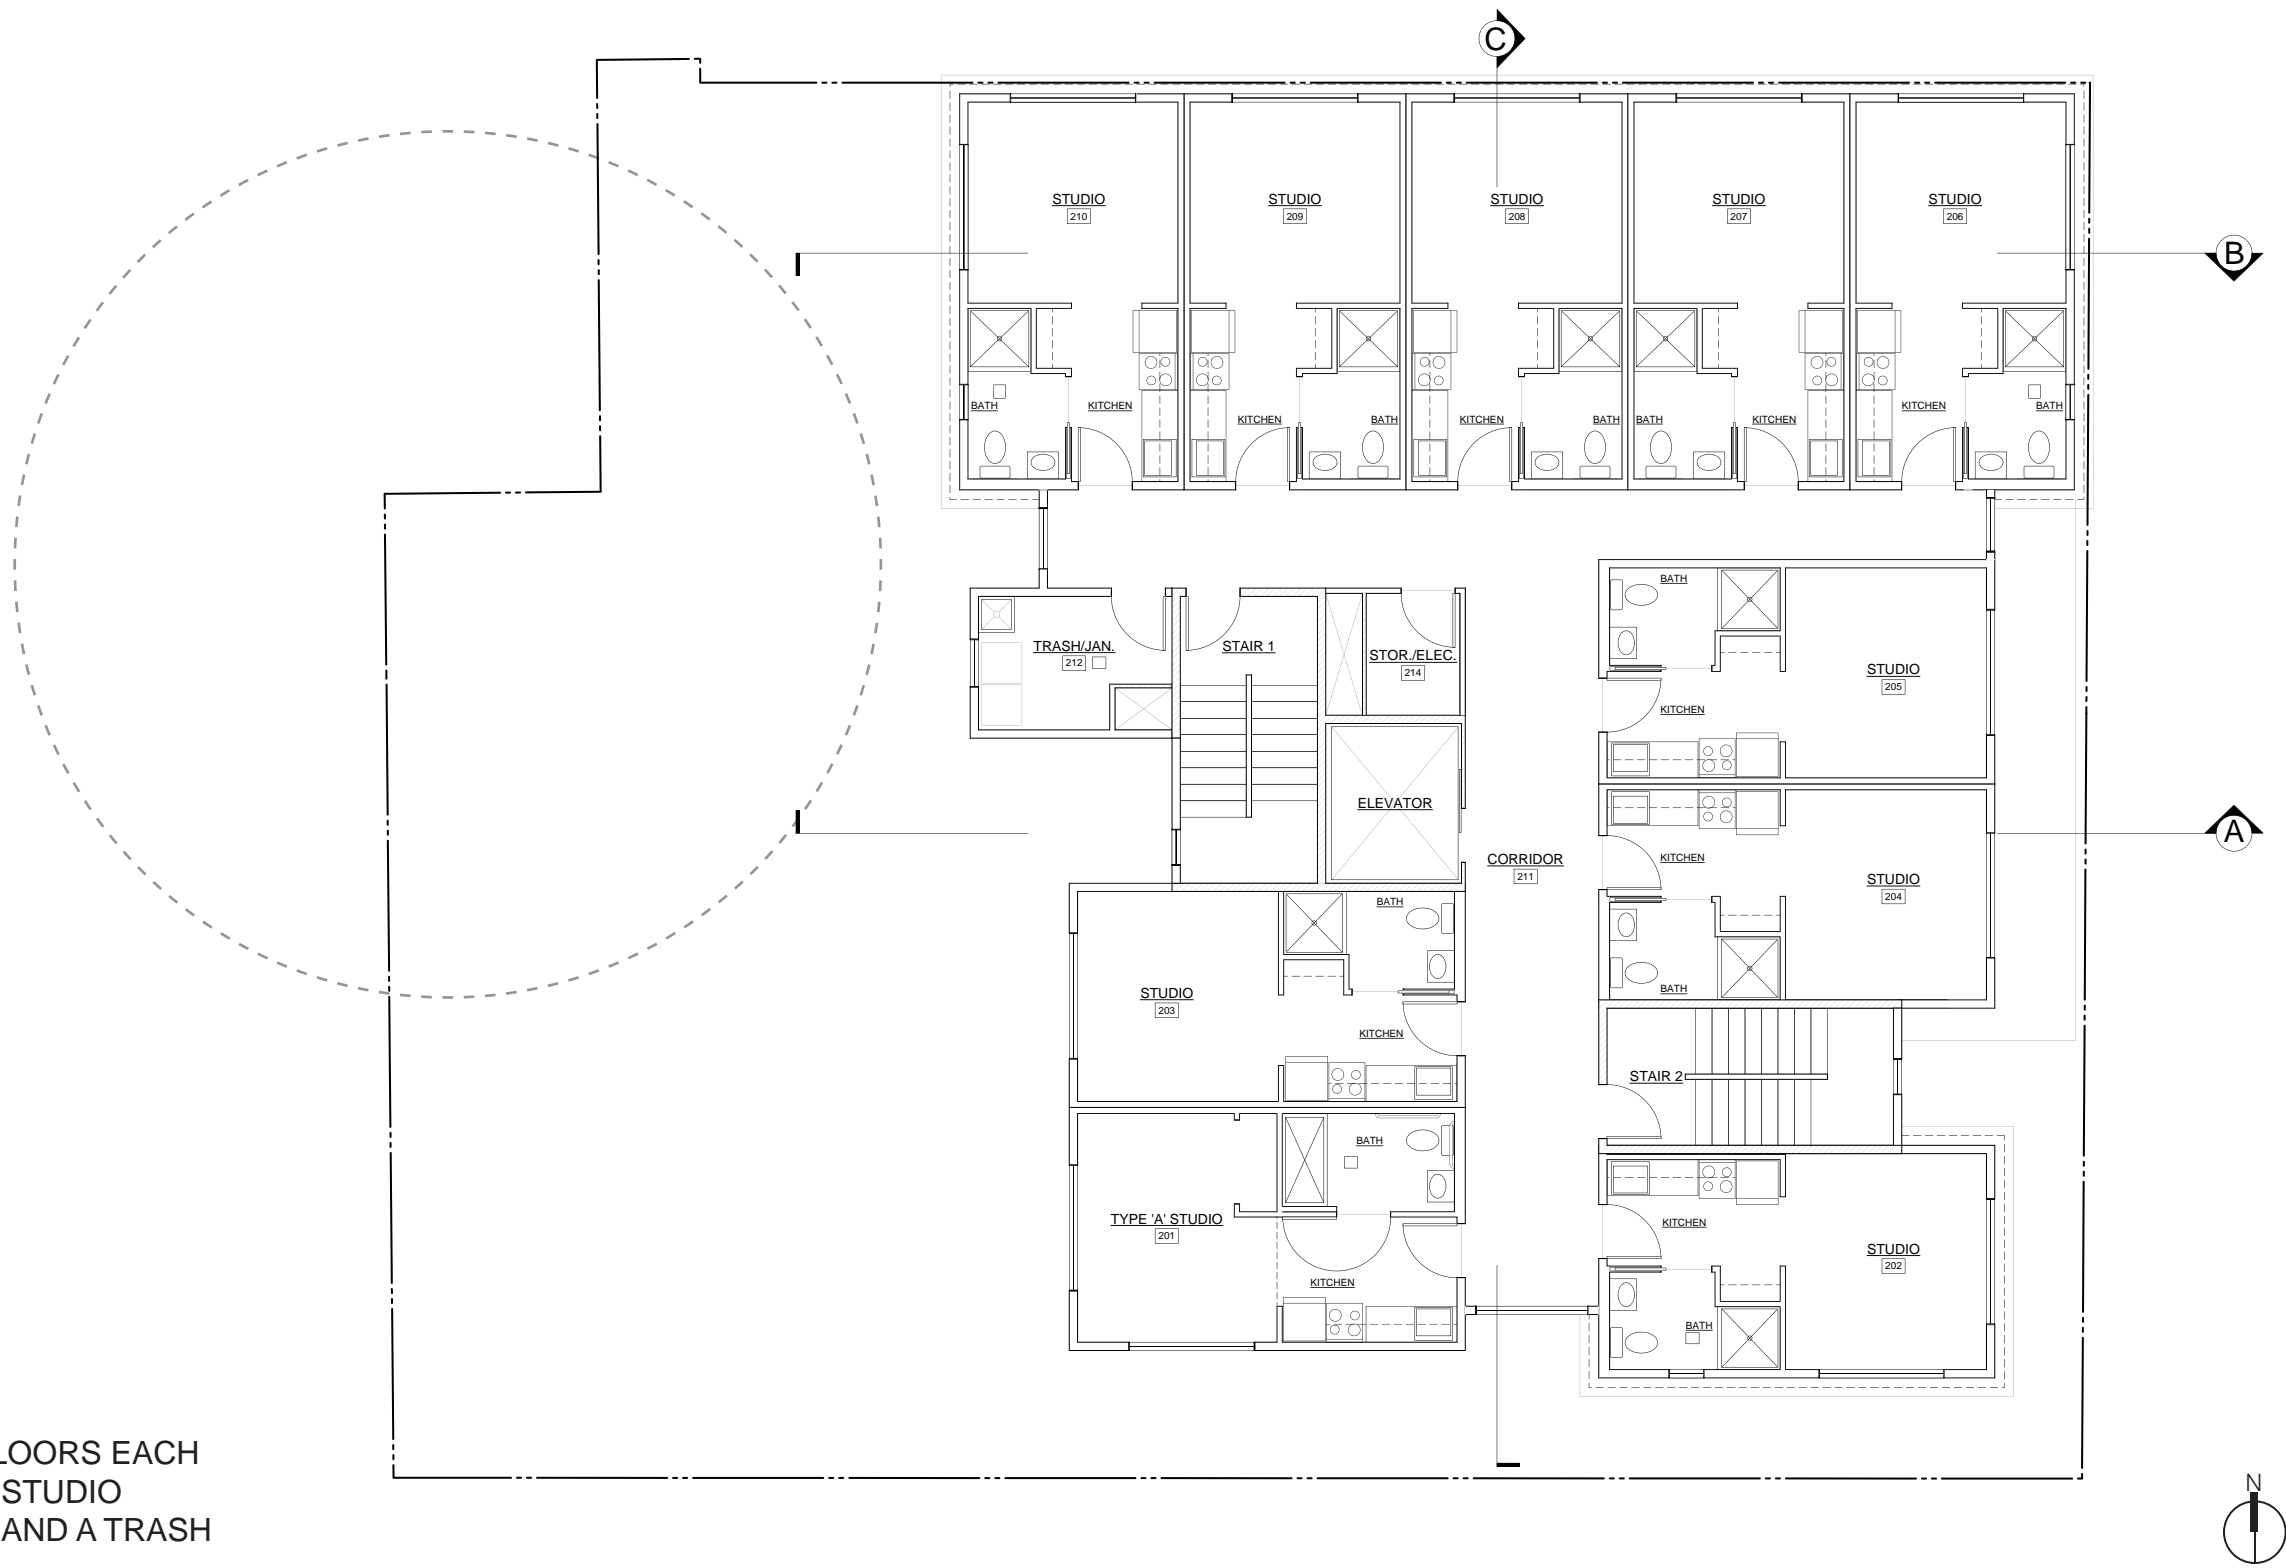 C
STUDIO
210
STUDIO
209
STUDIO
208
STUDIO
207
STUDIO
206
B
BATH
KITCHEN
KITCHEN
BATH
KITCHEN
BATH
BATH
KITCHEN
KITCHEN
BATH
TRASH/JAN.
212
STAIR 1
STOR./ELEC.
214
BATH
STUDIO
205
KITCHEN
ELEVATOR
CORRIDOR
211
KITCHEN
STUDIO
204
BATH
A
BATH
STUDIO
203
KITCHEN
STAIR 2
BATH
TYPE 'A' STUDIO
201
KITCHEN
KITCHEN
STUDIO
202
BATH
LOORS EACH
STUDIO
AND A TRASH
N